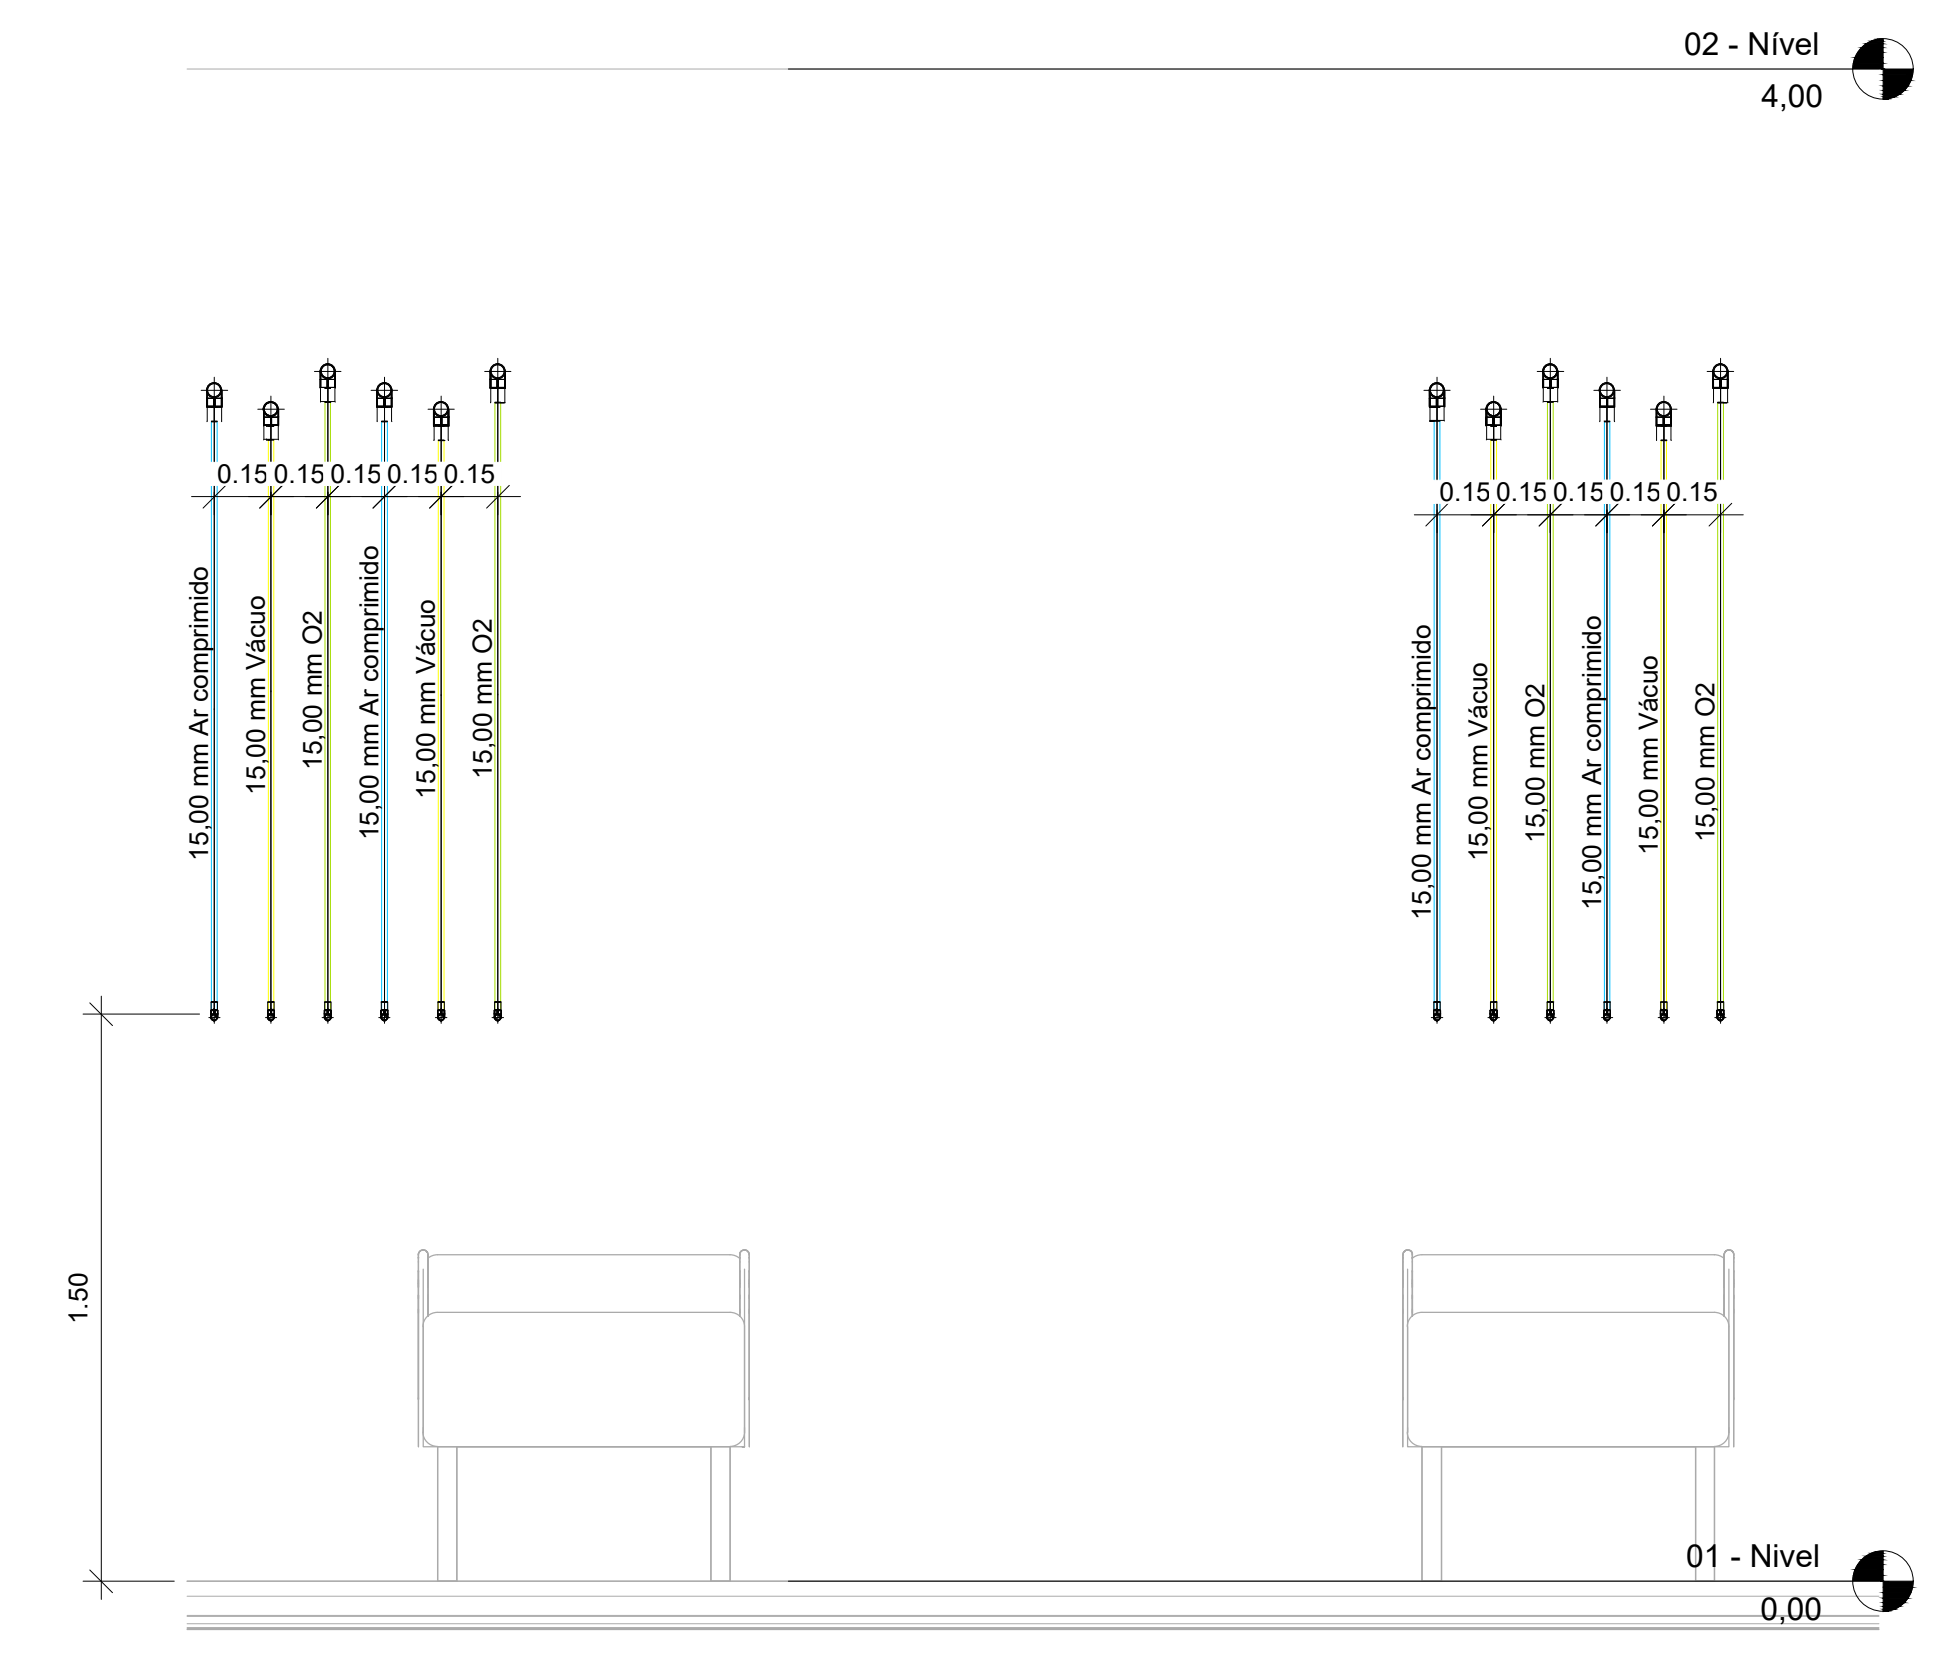 02 - Nível
4,00
0.15 0.15 0.15 0.15 0.15
0.15 0.15 0.15 0.15 0.15
15,00 mm Ar comprimido
15,00 mm Vácuo
15,00 mm O2
15,00 mm Ar comprimido
15,00 mm Vácuo
15,00 mm O2
15,00 mm Ar comprimido
15,00 mm Vácuo
15,00 mm O2
15,00 mm Ar comprimido
15,00 mm Vácuo
15,00 mm O2
1.50
01 - Nivel
0,00